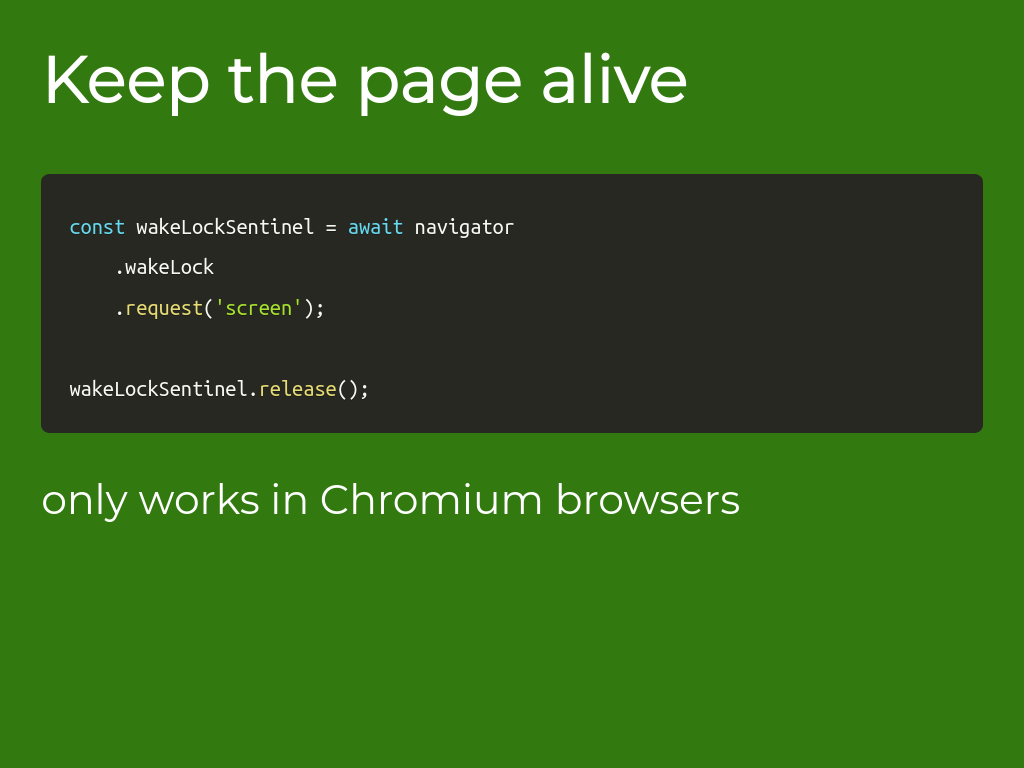 Keep the page alive
const wakeLockSentinel = await navigator
    .wakeLock
    .request('screen');
wakeLockSentinel.release();
only works in Chromium browsers